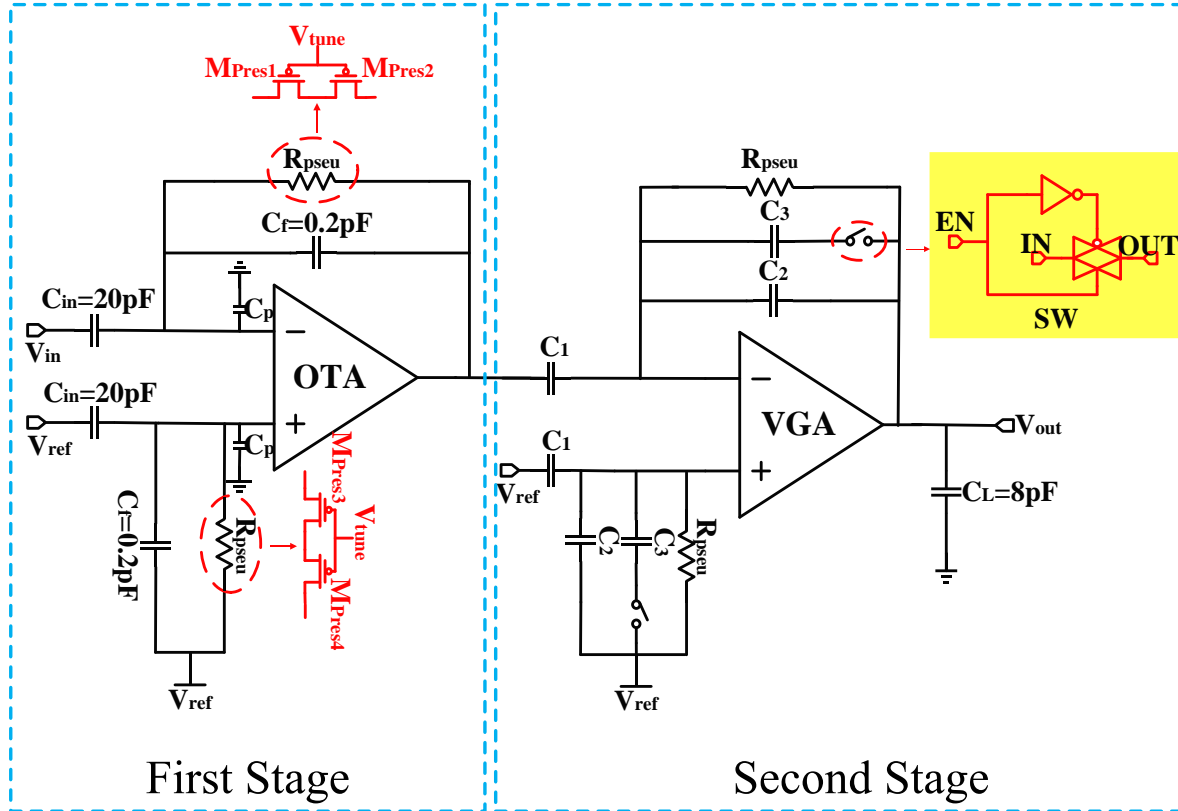 Vtune
MPres1
MPres2
Rpseu
Cf=0.2pF
Cin=20pF
Cp
Vin
OTA
Cin=20pF
Vref
Cp
Cf=0.2pF
Rpseu
MPres3
Vtune
MPres4
Vref
First Stage
Rpseu
C3
C2
EN
IN
OUT
SW
C1
VGA
C1
Vref
Vout
CL=8pF
C2
C3
Rpseu
Vref
Second Stage